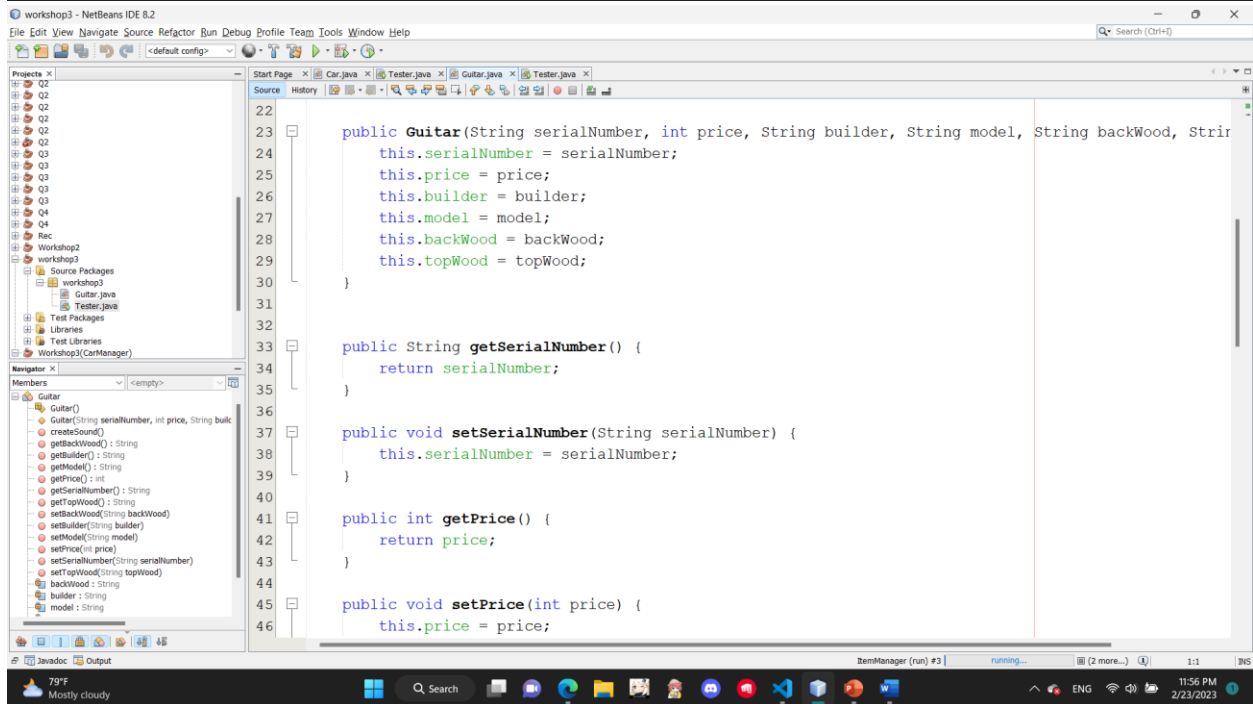 workshop3 - NetBeans IDE 8.2
File Edit View Navigate Source Refactor Run Debug Profile Team Tools Window Help
Search (Ctrl+I)
<default config>
Projects
Start Page Car.java Tester.java Guitar.java Tester.java
Source History
Q2
Q2
Q2
Q2
Q2
Q2
Q3
Q3
Q3
Q3
Q3
Q4
Q4
Rec
Workshop2
workshop3
Source Packages
workshop3
Guitar.java
Tester.java
Test Packages
Libraries
Test Libraries
Workshop3(CarManager)
Navigator
Members <empty>
Guitar
Guitar()
Guitar(String serialNumber, int price, String builc
createSound()
getBackWood() : String
getBuilder() : String
getModel() : String
getPrice() : int
getSerialNumber() : String
getTopWood() : String
setBackWood(String backWood)
setBuilder(String builder)
setModel(String model)
setPrice(int price)
setSerialNumber(String serialNumber)
setTopWood(String topWood)
backWood : String
builder : String
model : String
22
23 public Guitar(String serialNumber, int price, String builder, String model, String backWood, Strin
24 this.serialNumber = serialNumber;
25 this.price = price;
26 this.builder = builder;
27 this.model = model;
28 this.backWood = backWood;
29 this.topWood = topWood;
30 }
31
32
33 public String getSerialNumber() {
34 return serialNumber;
35 }
36
37 public void setSerialNumber(String serialNumber) {
38 this.serialNumber = serialNumber;
39 }
40
41 public int getPrice() {
42 return price;
43 }
44
45 public void setPrice(int price) {
46 this.price = price;
Javadoc Output
ItemManager (run) #3 running... (2 more...) 1:1 INS
79°F
Mostly cloudy
Search
ENG
11:56 PM
2/23/2023
1